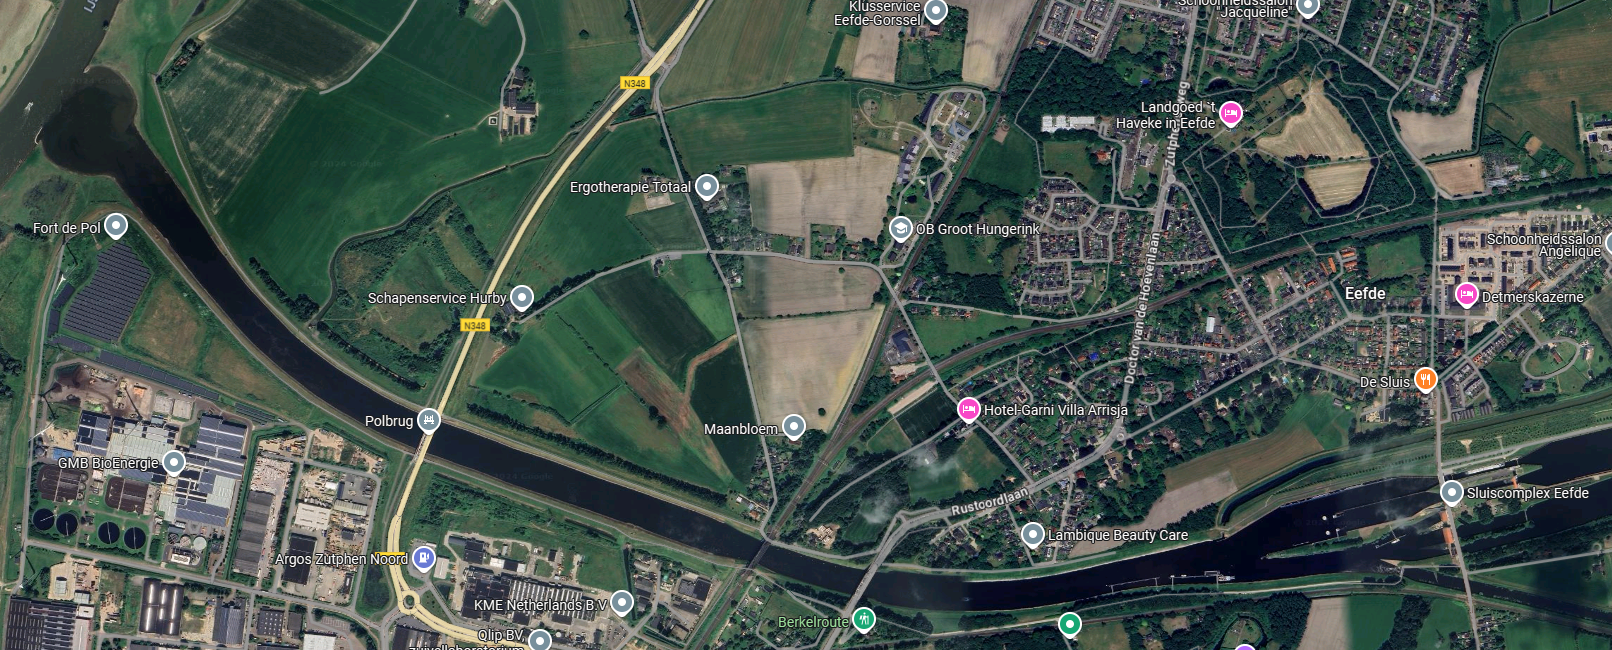 Klusservice
Eefde-Gorssel
Schoonheidssalon
"Jacqueline"
N348
Landgoed 't
Haveke in Eefde
Ergotherapie Totaal
Fort de Pol
OB Groot Hungerink
Schoonheidssalon
Angelique
Schapenservice Hurby
Eefde
Detmerskazerne
N348
Doctor van de Hoevenlaan
De Sluis
Hotel-Garni Villa Arrisja
Polbrug
Maanbloem
GMB BioEnergie
Rustoordlaan
Sluiscomplex Eefde
Lambique Beauty Care
Argos Zutphen Noord
KME Netherlands B.V
Berkelroute
Qlip BV,
zuivellaboratorium